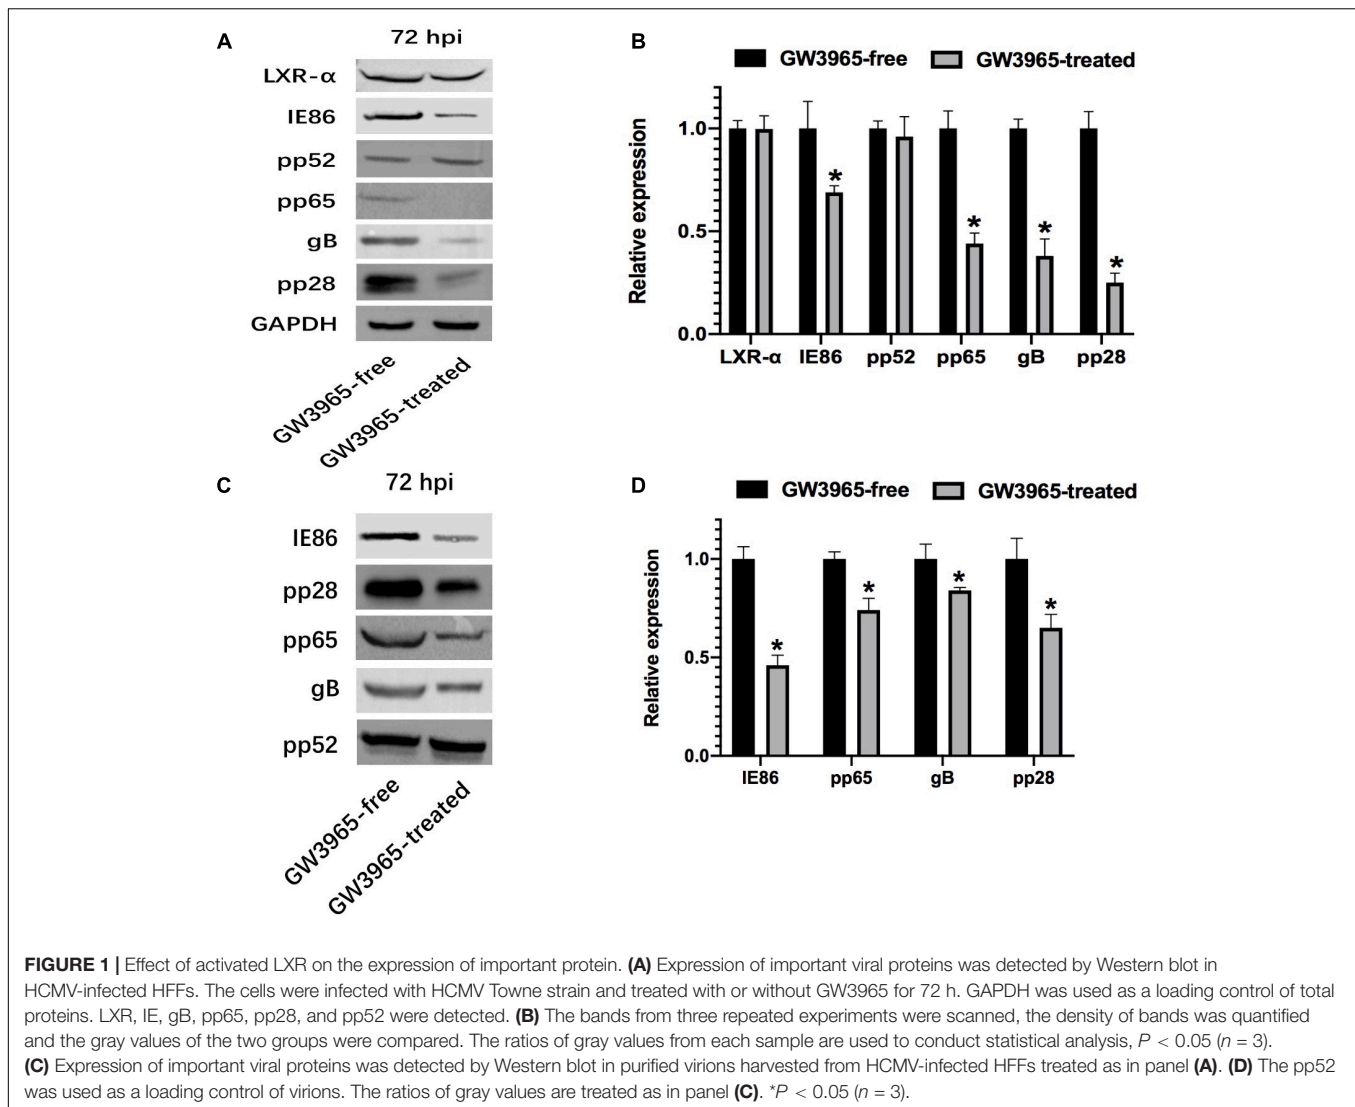 A
72 hpi
LXR-α
IE86
pp52
pp65
gB
pp28
GAPDH
GW3965-free
GW3965-treated
B
GW3965-free GW3965-treated
Relative expression
1.0
0.5
0.0
LXR-α IE86 pp52 pp65 gB pp28
* * * *
C
72 hpi
IE86
pp28
pp65
gB
pp52
GW3965-free
GW3965-treated
D
GW3965-free GW3965-treated
Relative expression
1.0
0.5
0.0
IE86 pp65 gB pp28
* * * *
FIGURE 1 | Effect of activated LXR on the expression of important protein. (A) Expression of important viral proteins was detected by Western blot in
HCMV-infected HFFs. The cells were infected with HCMV Towne strain and treated with or without GW3965 for 72 h. GAPDH was used as a loading control of total
proteins. LXR, IE, gB, pp65, pp28, and pp52 were detected. (B) The bands from three repeated experiments were scanned, the density of bands was quantified
and the gray values of the two groups were compared. The ratios of gray values from each sample are used to conduct statistical analysis, P < 0.05 (n = 3).
(C) Expression of important viral proteins was detected by Western blot in purified virions harvested from HCMV-infected HFFs treated as in panel (A). (D) The pp52
was used as a loading control of virions. The ratios of gray values are treated as in panel (C). *P < 0.05 (n = 3).